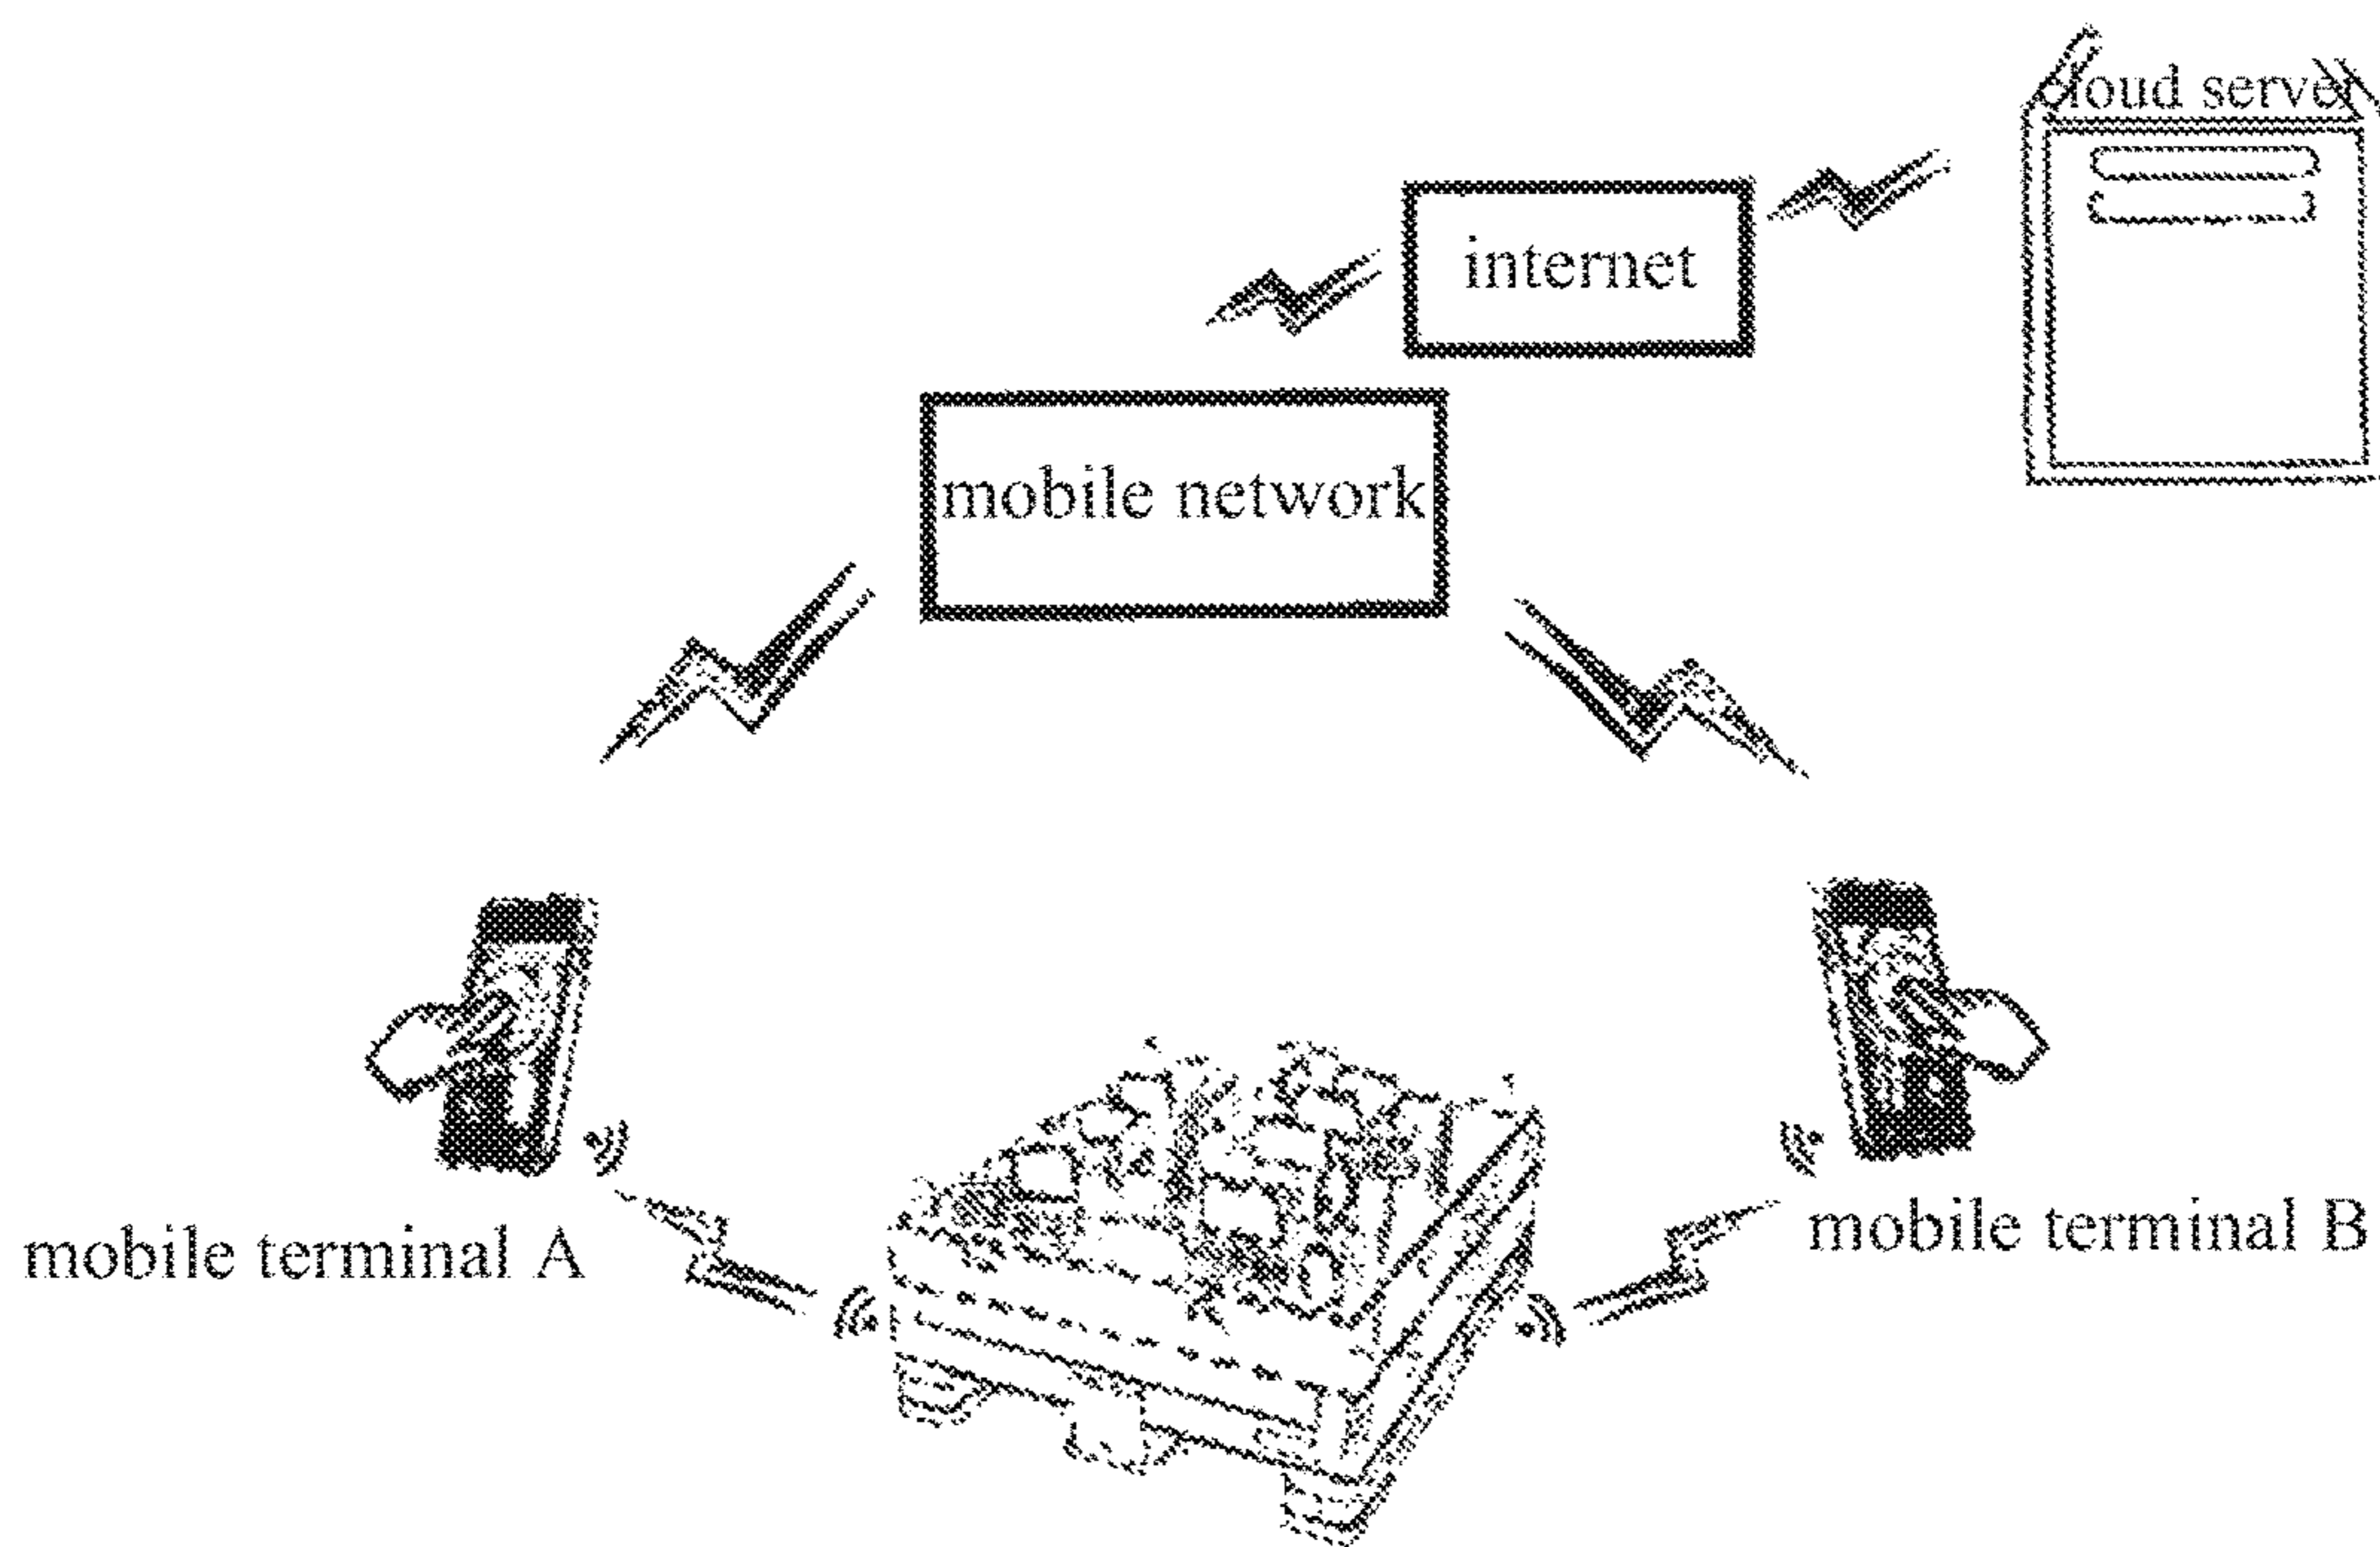 cloud server
internet
mobile network
mobile terminal A
mobile terminal B